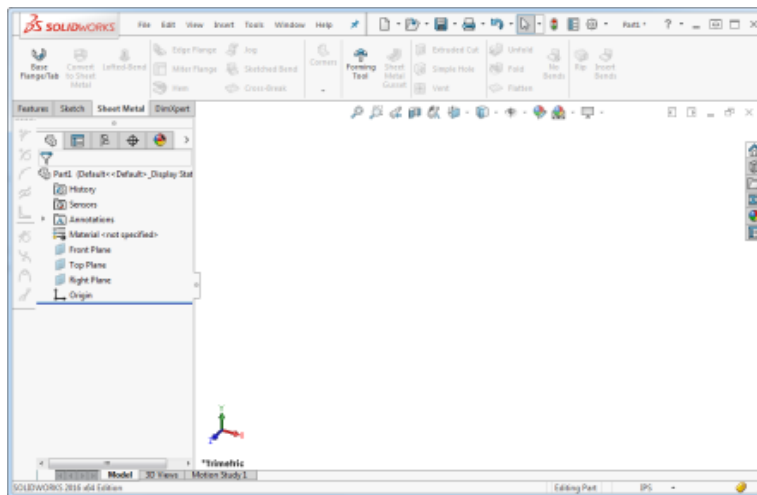 SOLIDWORKS File Edit View Insert Tools Window Help Part1 ?
Base Flange/Tab
Convert to Sheet Metal
Lofted-Bend
Edge Flange
Miter Flange
Hem
Jog
Sketched Bend
Cross-Break
Corners
Forming Tool
Sheet Metal Gusset
Extruded Cut
Simple Hole
Vent
Unfold
Fold
Flatten
No Bends
Rip
Insert Bends
Features Sketch Sheet Metal DimXpert
Part1 (Default<<Default>_Display Stat
History
Sensors
Annotations
Material <not specified>
Front Plane
Top Plane
Right Plane
Origin
*Trimetric
Model 3D Views Motion Study 1
SOLIDWORKS 2016 x64 Edition Editing Part IPS